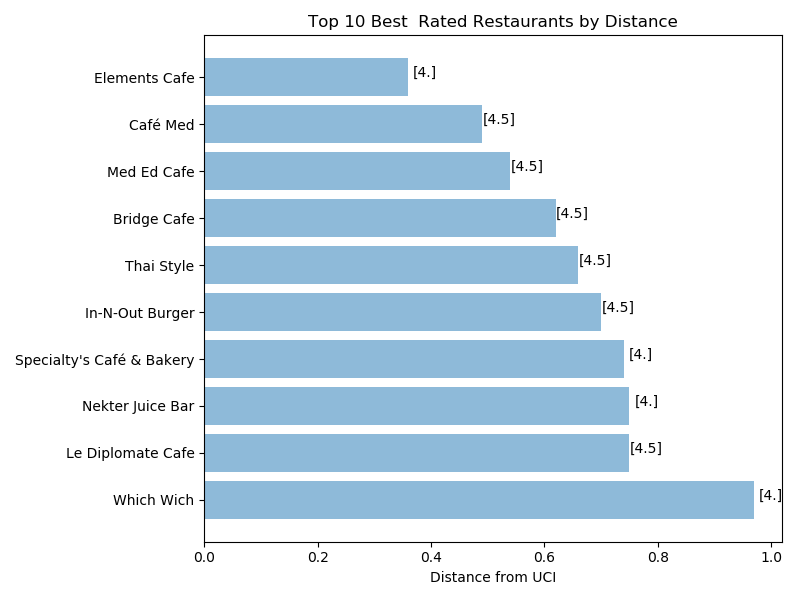 Top 10 Best  Rated Restaurants by Distance
Elements Cafe [4.]
Café Med [4.5]
Med Ed Cafe [4.5]
Bridge Cafe [4.5]
Thai Style [4.5]
In-N-Out Burger [4.5]
Specialty's Café & Bakery [4.]
Nekter Juice Bar [4.]
Le Diplomate Cafe [4.5]
Which Wich [4.]
0.0 0.2 0.4 0.6 0.8 1.0
Distance from UCI